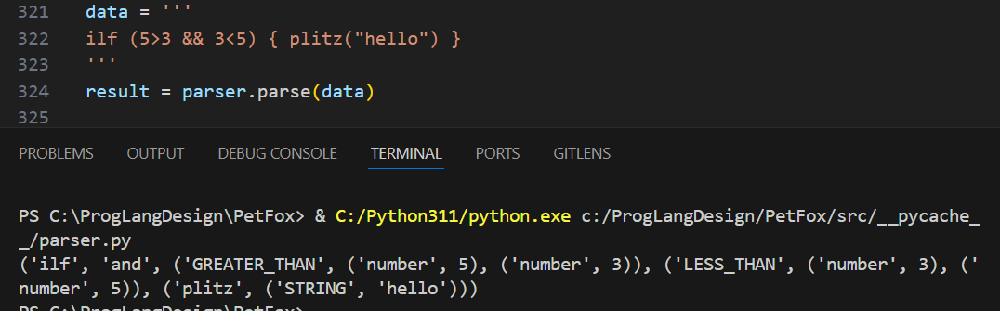 321 data = '''
322 ilf (5>3 && 3<5) { plitz("hello") }
323 '''
324 result = parser.parse(data)
325
PROBLEMS OUTPUT DEBUG CONSOLE TERMINAL PORTS GITLENS
PS C:\ProgLangDesign\PetFox> & C:/Python311/python.exe c:/ProgLangDesign/PetFox/src/__pycache_
_/parser.py
('ilf', 'and', ('GREATER_THAN', ('number', 5), ('number', 3)), ('LESS_THAN', ('number', 3), ('
number', 5)), ('plitz', ('STRING', 'hello')))
PS C:\ProgLangDesign\PetFox>